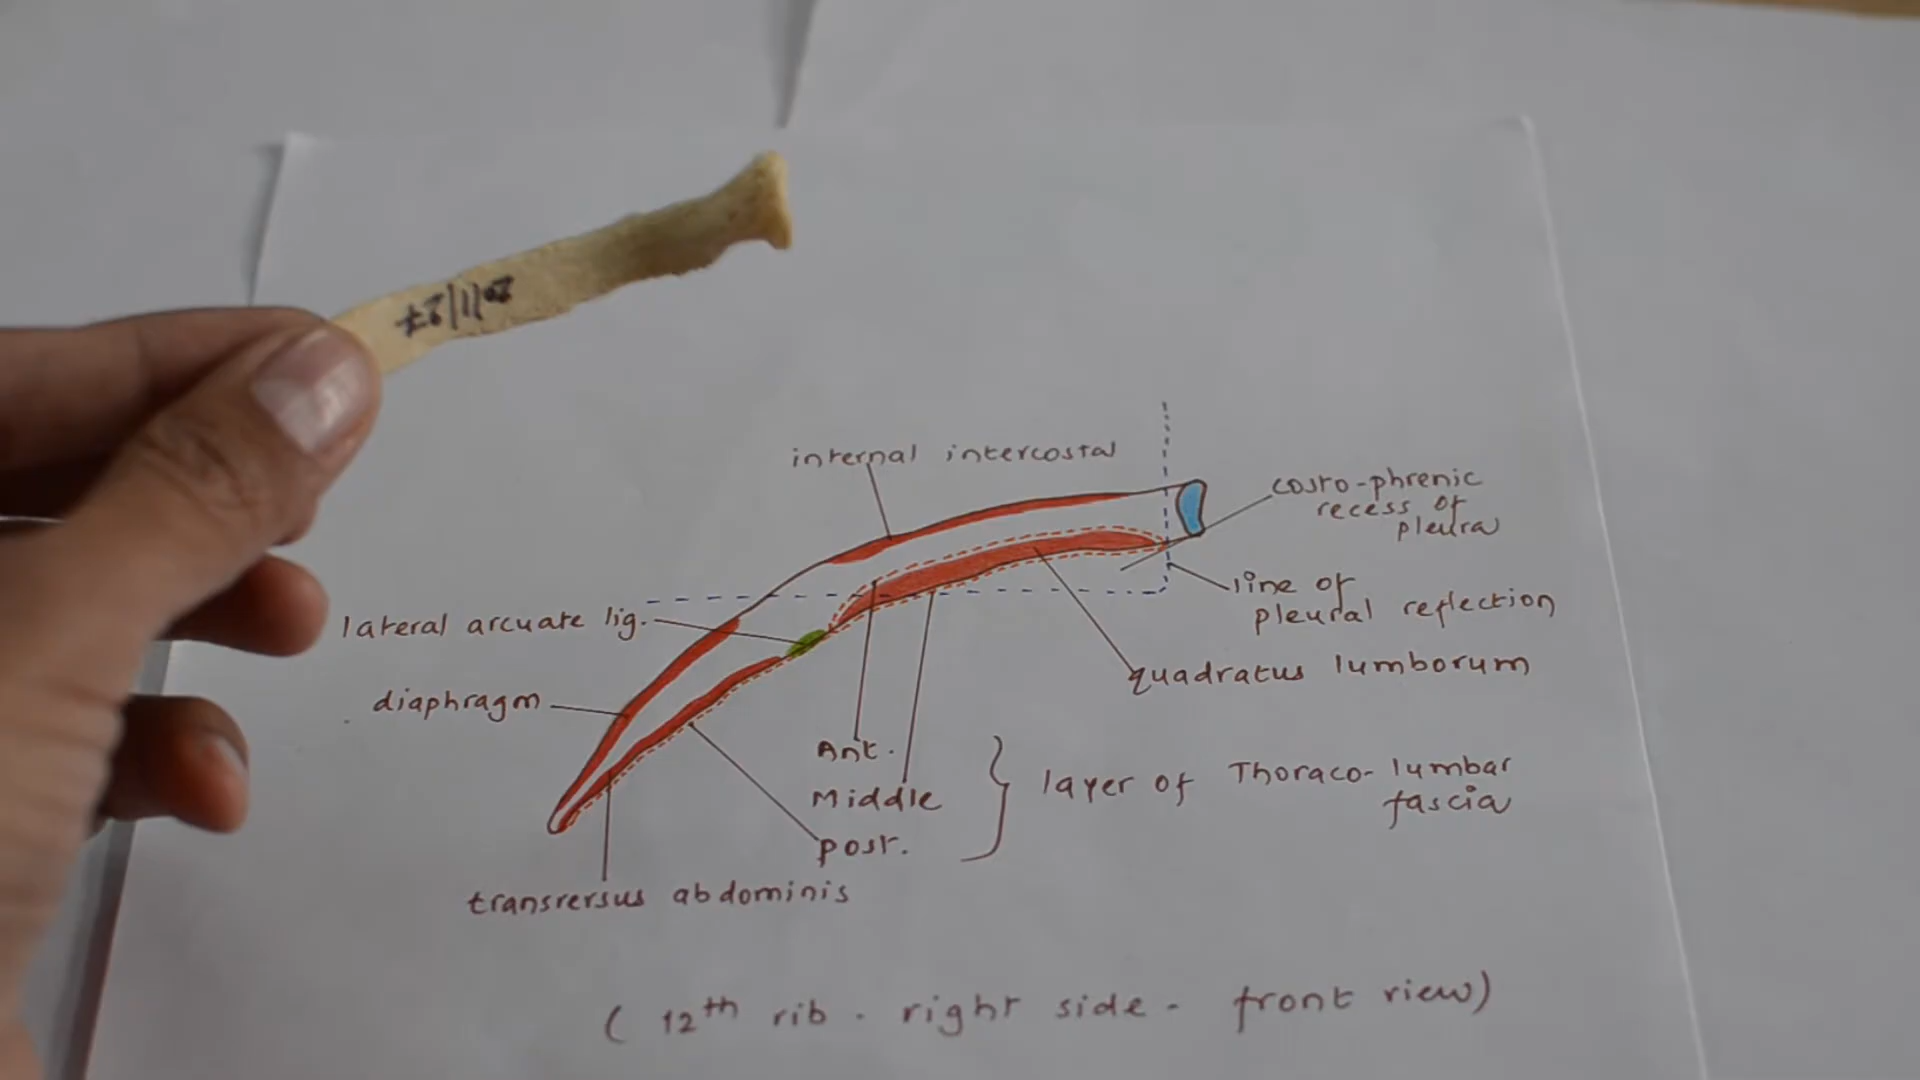 internal intercostal
costo-phrenic
recess of
pleura
line of
pleural reflection
lateral arcuate lig.
quadratus lumborum
diaphragm
Ant.
Middle
post.
layer of Thoraco-lumbar
fascia
transrersus abdominis
(12th rib - right side - front view)